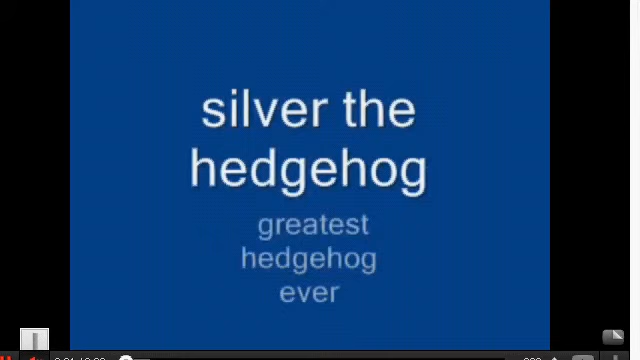 silver the
hedgehog
greatest
hedgehog
ever